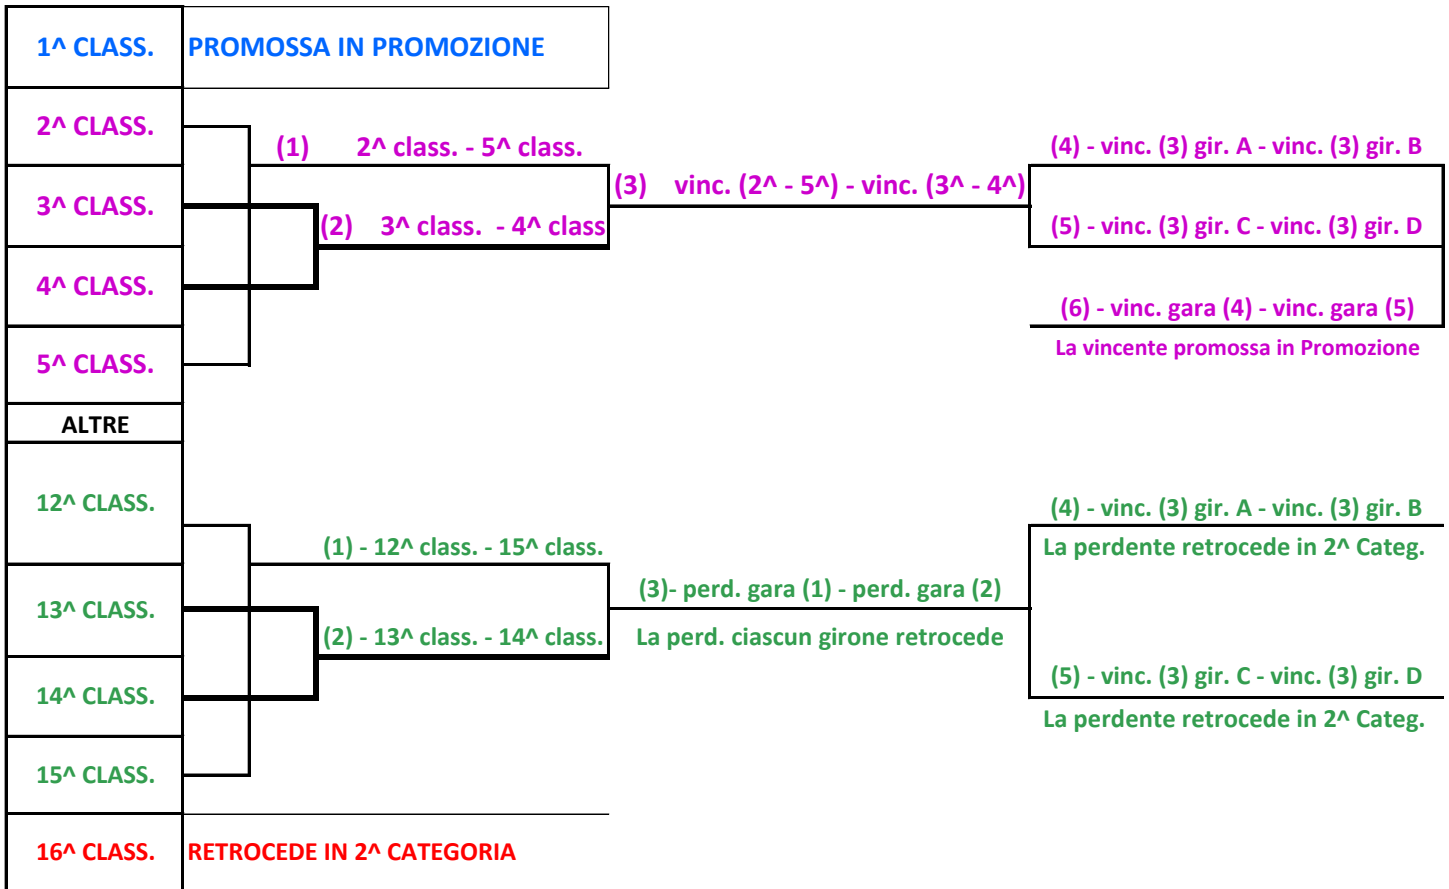 1^ CLASS. PROMOSSA IN PROMOZIONE
2^ CLASS.
(1) 2^ class. - 5^ class.
(4) - vinc. (3) gir. A - vinc. (3) gir. B
3^ CLASS.
(3) vinc. (2^ - 5^) - vinc. (3^ - 4^)
(2) 3^ class. - 4^ class
(5) - vinc. (3) gir. C - vinc. (3) gir. D
4^ CLASS.
(6) - vinc. gara (4) - vinc. gara (5)
La vincente promossa in Promozione
5^ CLASS.
ALTRE
12^ CLASS.
(4) - vinc. (3) gir. A - vinc. (3) gir. B
La perdente retrocede in 2^ Categ.
(1) - 12^ class. - 15^ class.
13^ CLASS.
(3)- perd. gara (1) - perd. gara (2)
(2) - 13^ class. - 14^ class.
La perd. ciascun girone retrocede
14^ CLASS.
(5) - vinc. (3) gir. C - vinc. (3) gir. D
La perdente retrocede in 2^ Categ.
15^ CLASS.
16^ CLASS. RETROCEDE IN 2^ CATEGORIA